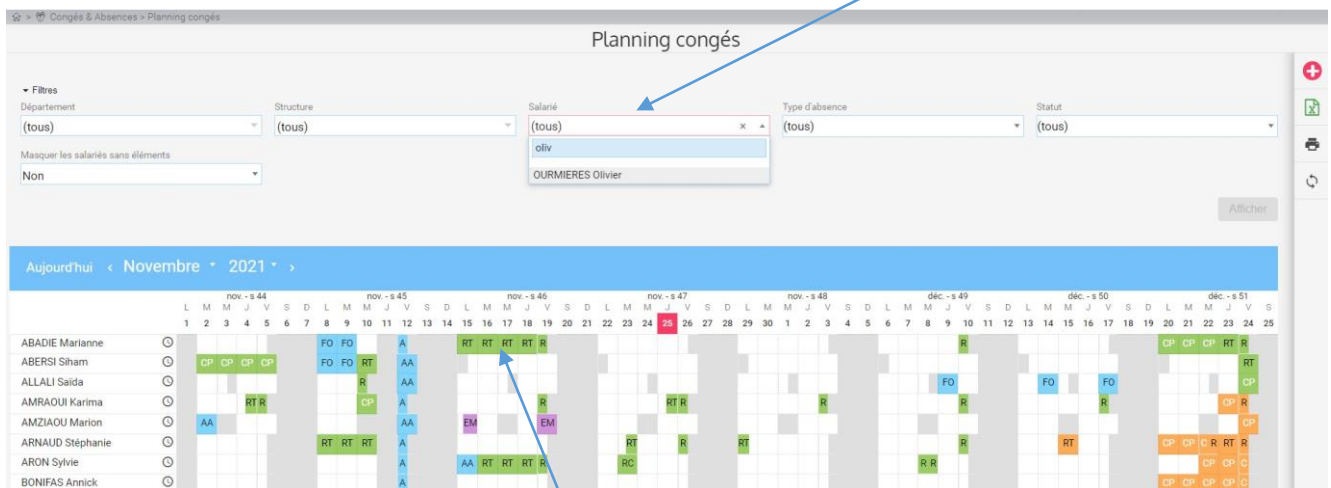 > Congés & Absences > Planning congés
Planning congés
Filtres
Département Structure Salarié Type d'absence Statut
(tous) (tous) (tous) × (tous) (tous)
oliv
Masquer les salariés sans éléments
Non OURMIERES Olivier
Afficher
Aujourd'hui < Novembre 2021 >
nov. - s 44 nov. - s 45 nov. - s 46 nov. - s 47 nov. - s 48 déc. - s 49 déc. - s 50 déc. - s 51
L M M J V S D L M M J V S D L M M J V S D L M M J V S D L M M J V S D L M M J V S D L M M J V S D L M M J V S
1 2 3 4 5 6 7 8 9 10 11 12 13 14 15 16 17 18 19 20 21 22 23 24 25 26 27 28 29 30 1 2 3 4 5 6 7 8 9 10 11 12 13 14 15 16 17 18 19 20 21 22 23 24 25
ABADIE Marianne FO FO A RT RT RT RT R R CP CP CP RT R
ABERSI Siham CP CP CP CP FO FO RT AA RT
ALLALI Saïda R AA FO FO FO CP
AMRAOUI Karima RT R CP A R RT R R R R CP R
AMZIAOU Marion AA AA EM EM CP
ARNAUD Stéphanie RT RT RT A RT R RT R RT CP CP C R RT R
ARON Sylvie A AA RT RT RT R RC R R CP CP C
BONIFAS Annick A CP CP CP CP C